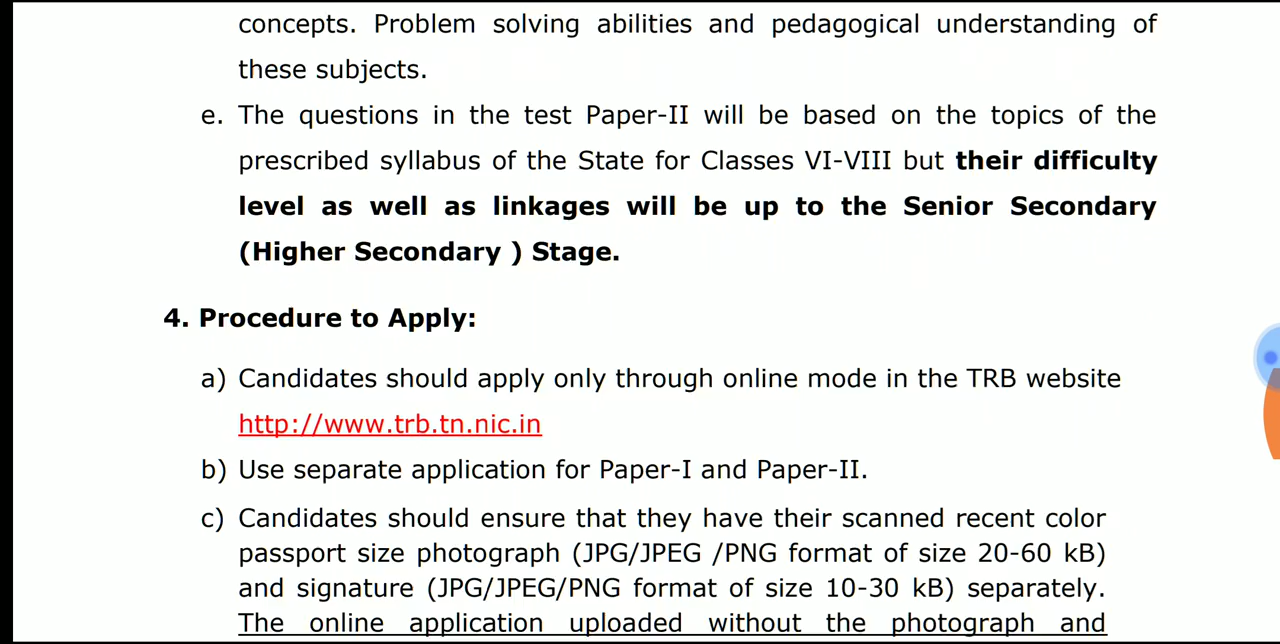 concepts. Problem solving abilities and pedagogical understanding of
these subjects.
e. The questions in the test Paper-II will be based on the topics of the
prescribed syllabus of the State for Classes VI-VIII but their difficulty
level as well as linkages will be up to the Senior Secondary
(Higher Secondary ) Stage.
4. Procedure to Apply:
a) Candidates should apply only through online mode in the TRB website
http://www.trb.tn.nic.in
b) Use separate application for Paper-I and Paper-II.
c) Candidates should ensure that they have their scanned recent color
passport size photograph (JPG/JPEG /PNG format of size 20-60 kB)
and signature (JPG/JPEG/PNG format of size 10-30 kB) separately.
The online application uploaded without the photograph and